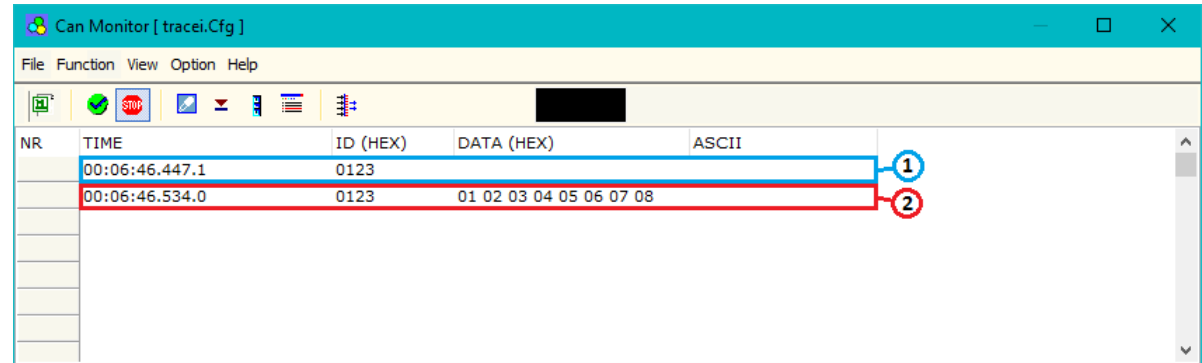 Can Monitor [ tracei.Cfg ]
File Function View Option Help
STOP
NR TIME ID (HEX) DATA (HEX) ASCII
00:06:46.447.1 0123 1
00:06:46.534.0 0123 01 02 03 04 05 06 07 08 2